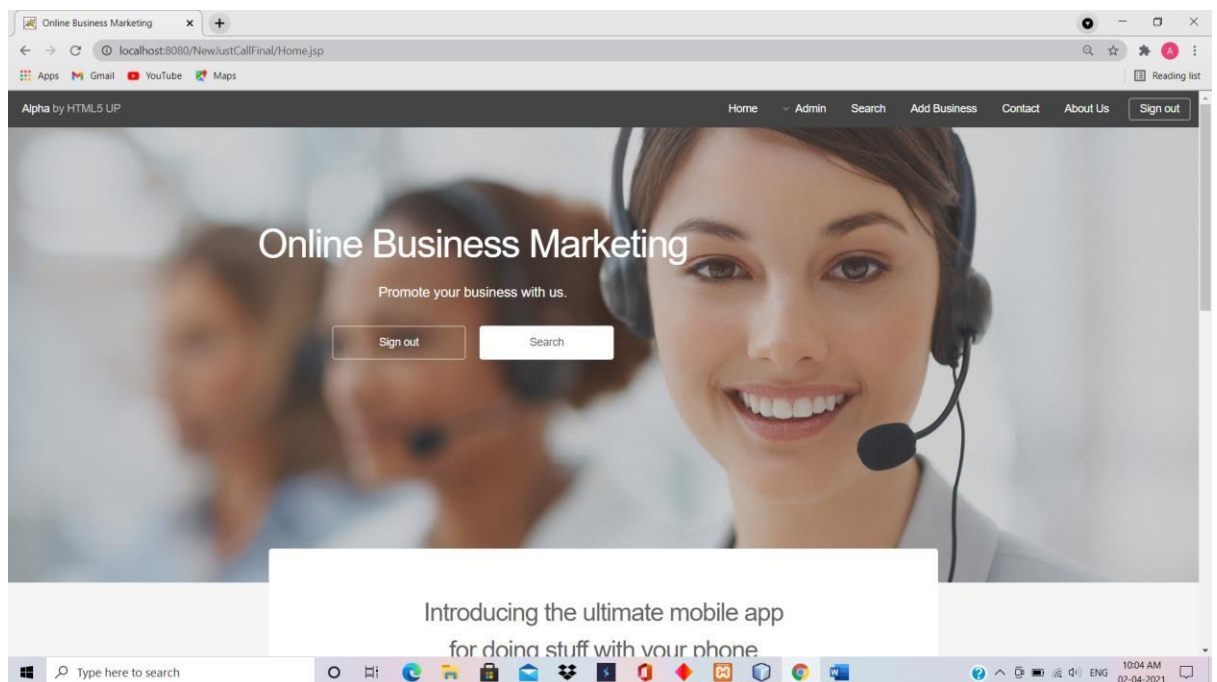 Online Business Marketing
localhost:8080/NewJustCallFinal/Home.jsp
A
Apps Gmail YouTube Maps Reading list
Alpha by HTML5 UP Home Admin Search Add Business Contact About Us Sign out
Online Business Marketing
Promote your business with us.
Sign out Search
Introducing the ultimate mobile app
for doing stuff with your phone
Type here to search ENG 10:04 AM
02-04-2021